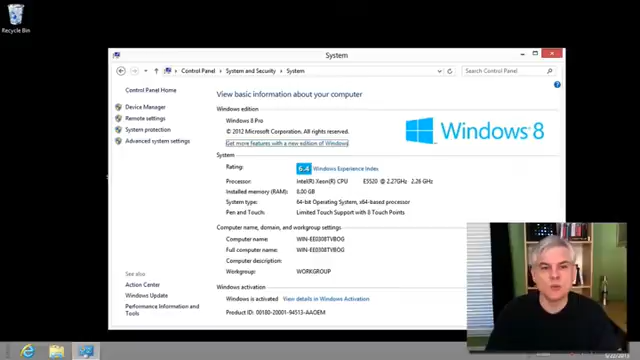 Recycle Bin
System
Control Panel ▸ System and Security ▸ System
Search Control Panel
Control Panel Home
Device Manager
Remote settings
System protection
Advanced system settings
View basic information about your computer
Windows edition
Windows 8 Pro
© 2012 Microsoft Corporation. All rights reserved.
Get more features with a new edition of Windows
Windows 8
System
Rating: 6.4 Windows Experience Index
Processor: Intel(R) Xeon(R) CPU E5520 @ 2.27GHz 2.26 GHz
Installed memory (RAM): 8.00 GB
System type: 64-bit Operating System, x64-based processor
Pen and Touch: Limited Touch Support with 8 Touch Points
Computer name, domain, and workgroup settings
Computer name: WIN-EE0308TVBOG
Full computer name: WIN-EE0308TVBOG
Computer description:
Workgroup: WORKGROUP
See also
Action Center
Windows Update
Performance Information and
Tools
Windows activation
Windows is activated View details in Windows Activation
Product ID: 00180-20001-94513-AAOEM